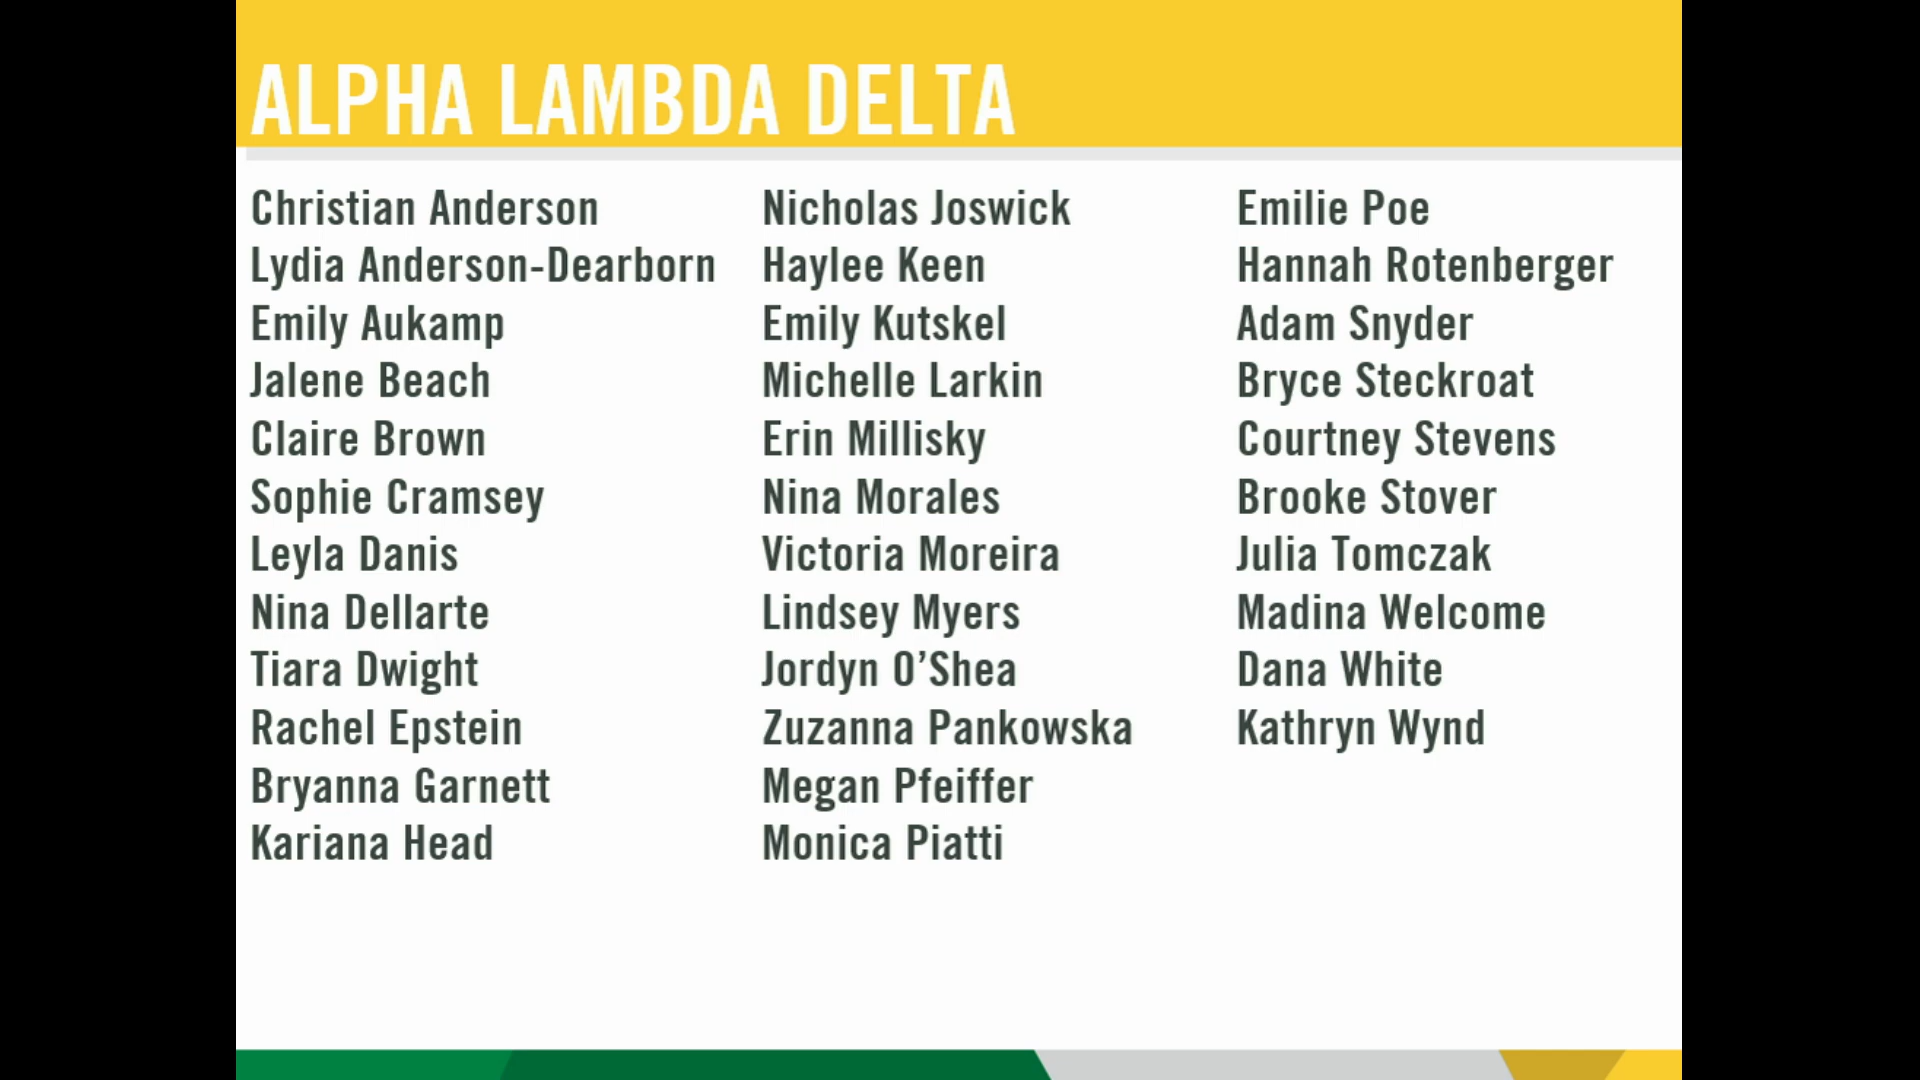 ALPHA LAMBDA DELTA
Christian Anderson
Lydia Anderson-Dearborn
Emily Aukamp
Jalene Beach
Claire Brown
Sophie Cramsey
Leyla Danis
Nina Dellarte
Tiara Dwight
Rachel Epstein
Bryanna Garnett
Kariana Head
Nicholas Joswick
Haylee Keen
Emily Kutskel
Michelle Larkin
Erin Millisky
Nina Morales
Victoria Moreira
Lindsey Myers
Jordyn O’Shea
Zuzanna Pankowska
Megan Pfeiffer
Monica Piatti
Emilie Poe
Hannah Rotenberger
Adam Snyder
Bryce Steckroat
Courtney Stevens
Brooke Stover
Julia Tomczak
Madina Welcome
Dana White
Kathryn Wynd